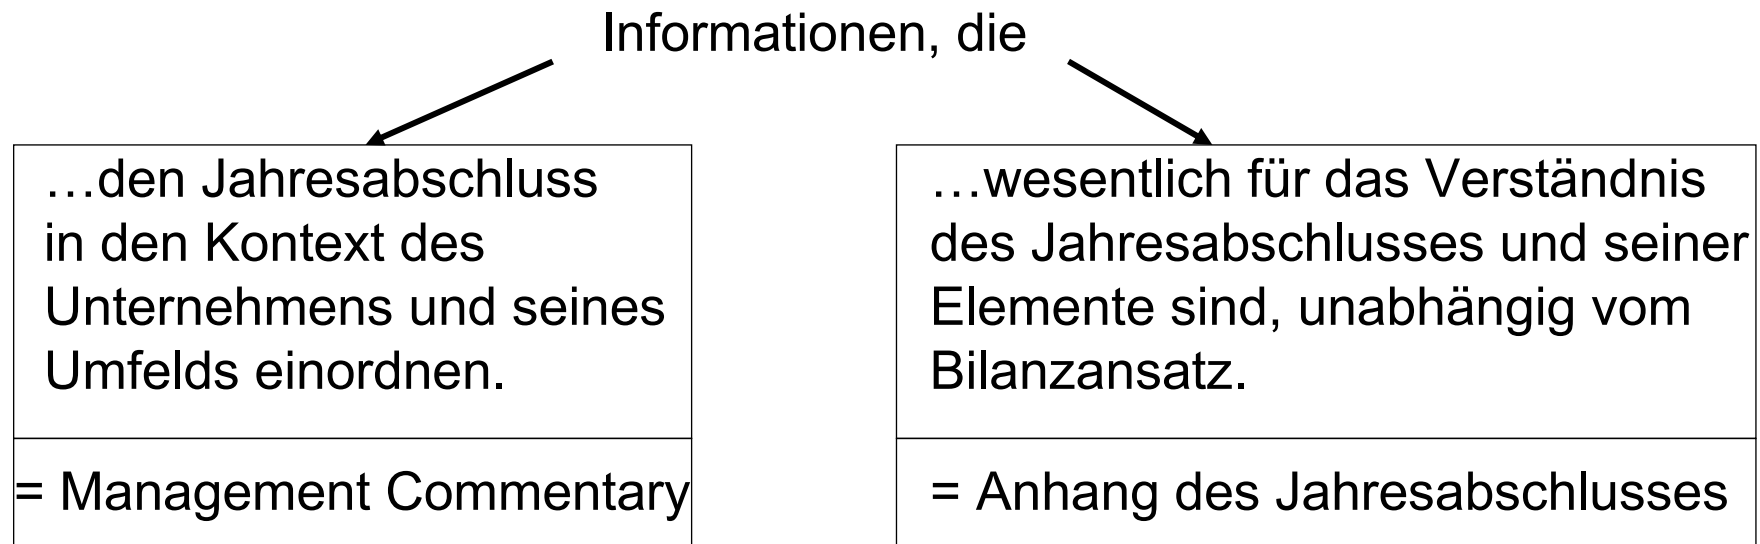 Informationen, die
…den Jahresabschluss
in den Kontext des
Unternehmens und seines
Umfelds einordnen.
= Management Commentary
…wesentlich für das Verständnis
des Jahresabschlusses und seiner
Elemente sind, unabhängig vom
Bilanzansatz.
= Anhang des Jahresabschlusses